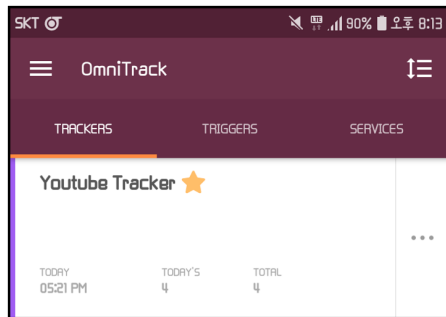 SKT LTE 90% 오후 8:13
OmniTrack
TRACKERS TRIGGERS SERVICES
Youtube Tracker
TODAY TODAY'S TOTAL
05:21 PM 4 4